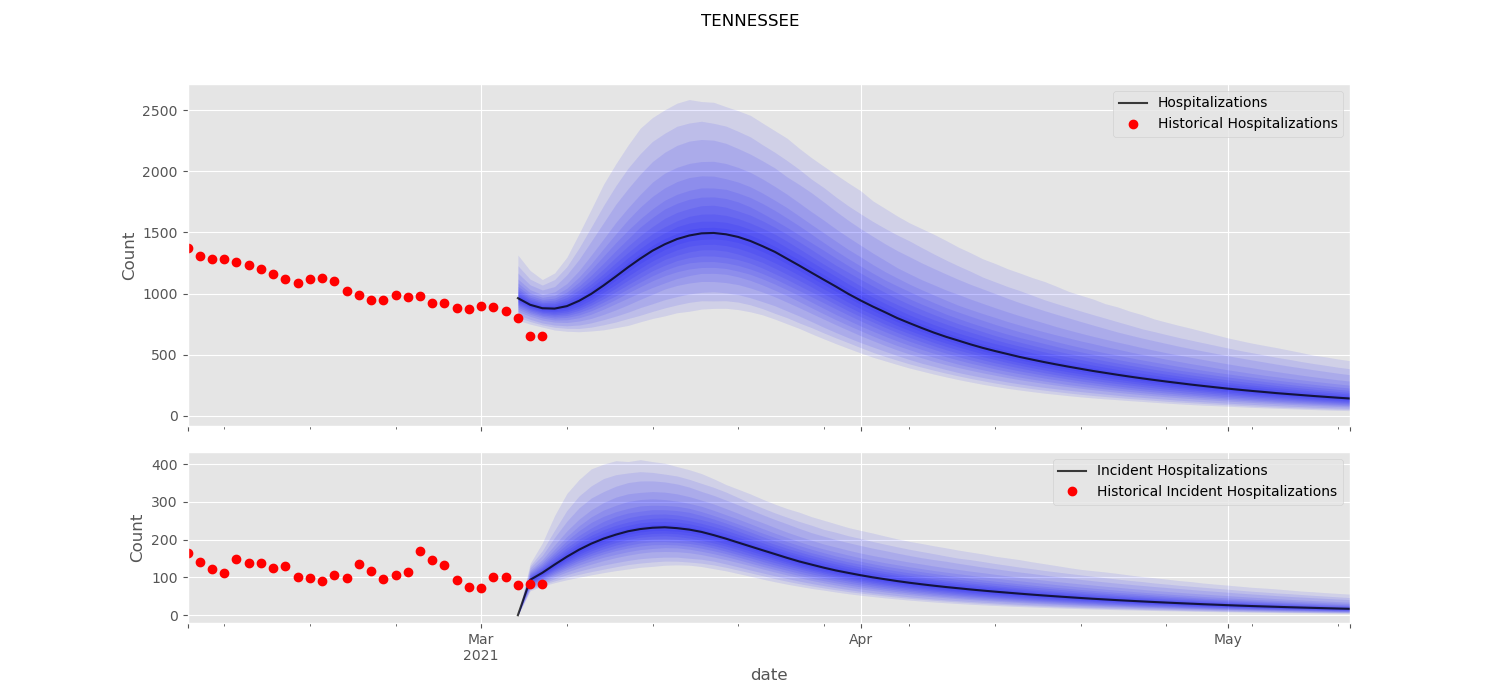 TENNESSEE
Hospitalizations
Historical Hospitalizations
2500
2000
1500
1000
500
0
Count
Incident Hospitalizations
Historical Incident Hospitalizations
400
300
200
100
0
Count
Mar Apr May
2021
date